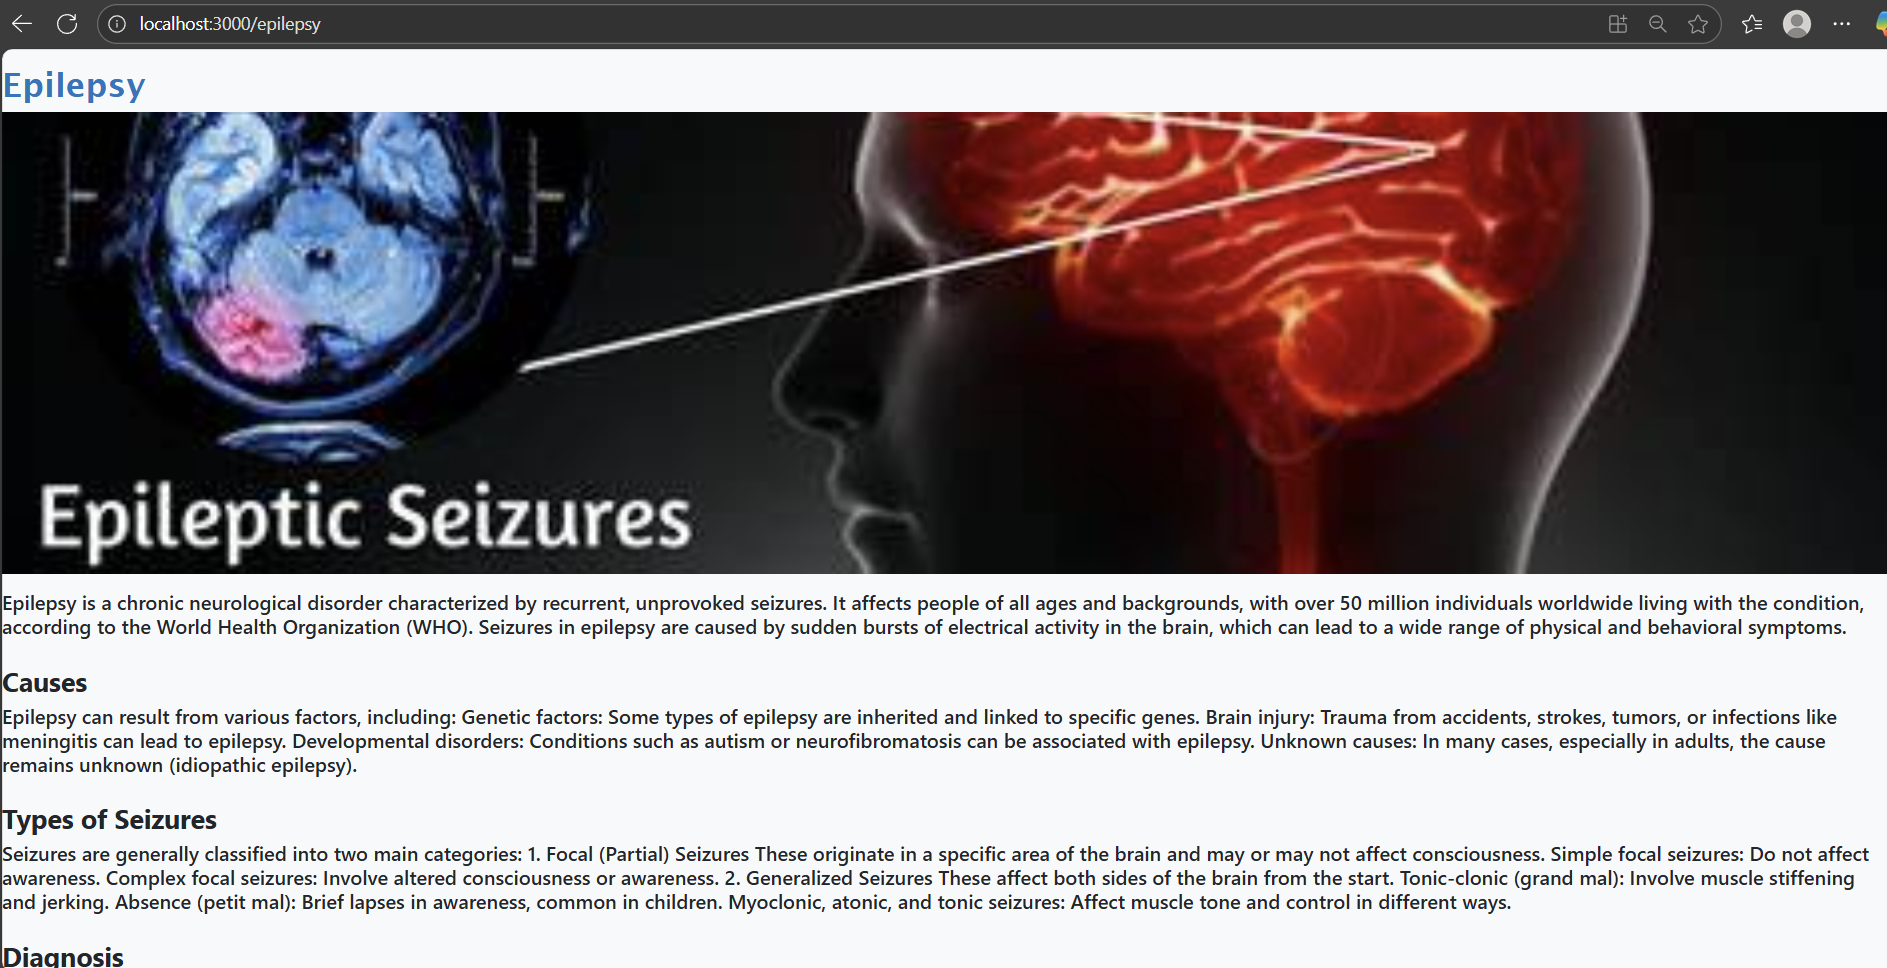 localhost:3000/epilepsy
Epilepsy
Epileptic Seizures
Epilepsy is a chronic neurological disorder characterized by recurrent, unprovoked seizures. It affects people of all ages and backgrounds, with over 50 million individuals worldwide living with the condition,
according to the World Health Organization (WHO). Seizures in epilepsy are caused by sudden bursts of electrical activity in the brain, which can lead to a wide range of physical and behavioral symptoms.
Causes
Epilepsy can result from various factors, including: Genetic factors: Some types of epilepsy are inherited and linked to specific genes. Brain injury: Trauma from accidents, strokes, tumors, or infections like
meningitis can lead to epilepsy. Developmental disorders: Conditions such as autism or neurofibromatosis can be associated with epilepsy. Unknown causes: In many cases, especially in adults, the cause
remains unknown (idiopathic epilepsy).
Types of Seizures
Seizures are generally classified into two main categories: 1. Focal (Partial) Seizures These originate in a specific area of the brain and may or may not affect consciousness. Simple focal seizures: Do not affect
awareness. Complex focal seizures: Involve altered consciousness or awareness. 2. Generalized Seizures These affect both sides of the brain from the start. Tonic-clonic (grand mal): Involve muscle stiffening
and jerking. Absence (petit mal): Brief lapses in awareness, common in children. Myoclonic, atonic, and tonic seizures: Affect muscle tone and control in different ways.
Diagnosis